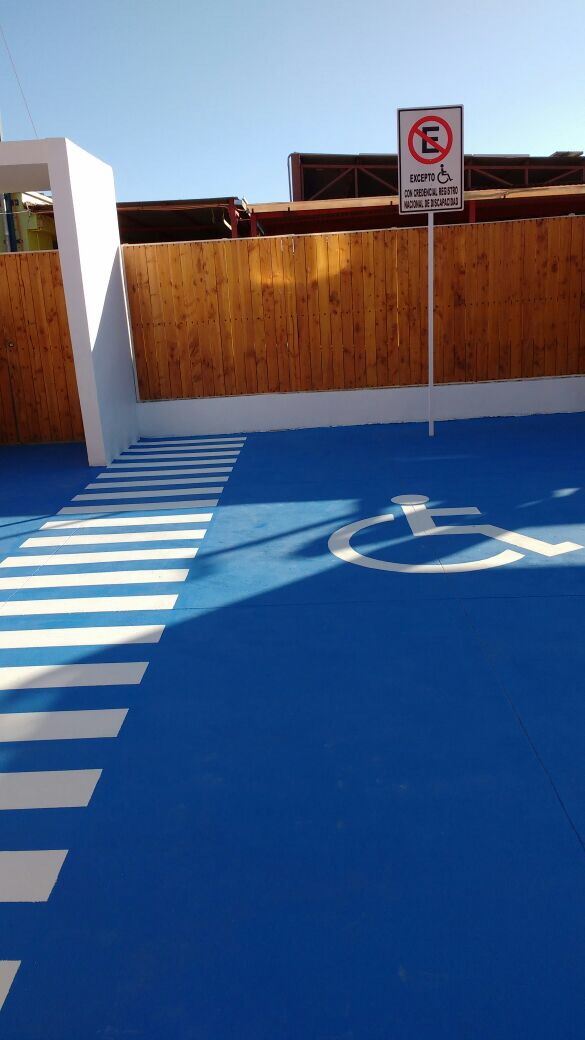 E
EXCEPTO
CON CREDENCIAL REGISTRO
NACIONAL DE DISCAPACIDAD